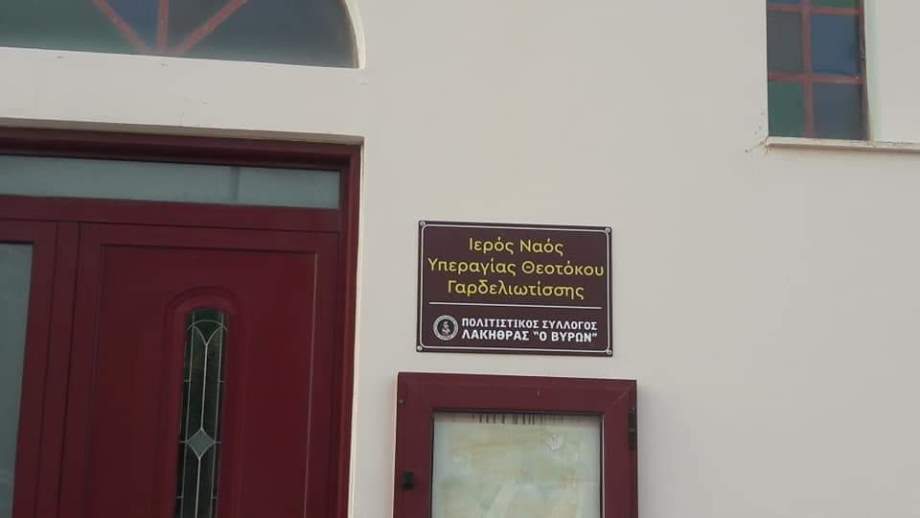 Ιερός Ναός
Υπεραγίας Θεοτόκου
Γαρδελιωτίσσης
ΠΟΛΙΤΙΣΤΙΚΟΣ ΣΥΛΛΟΓΟΣ
ΛΑΚΗΘΡΑΣ "Ο ΒΥΡΩΝ"